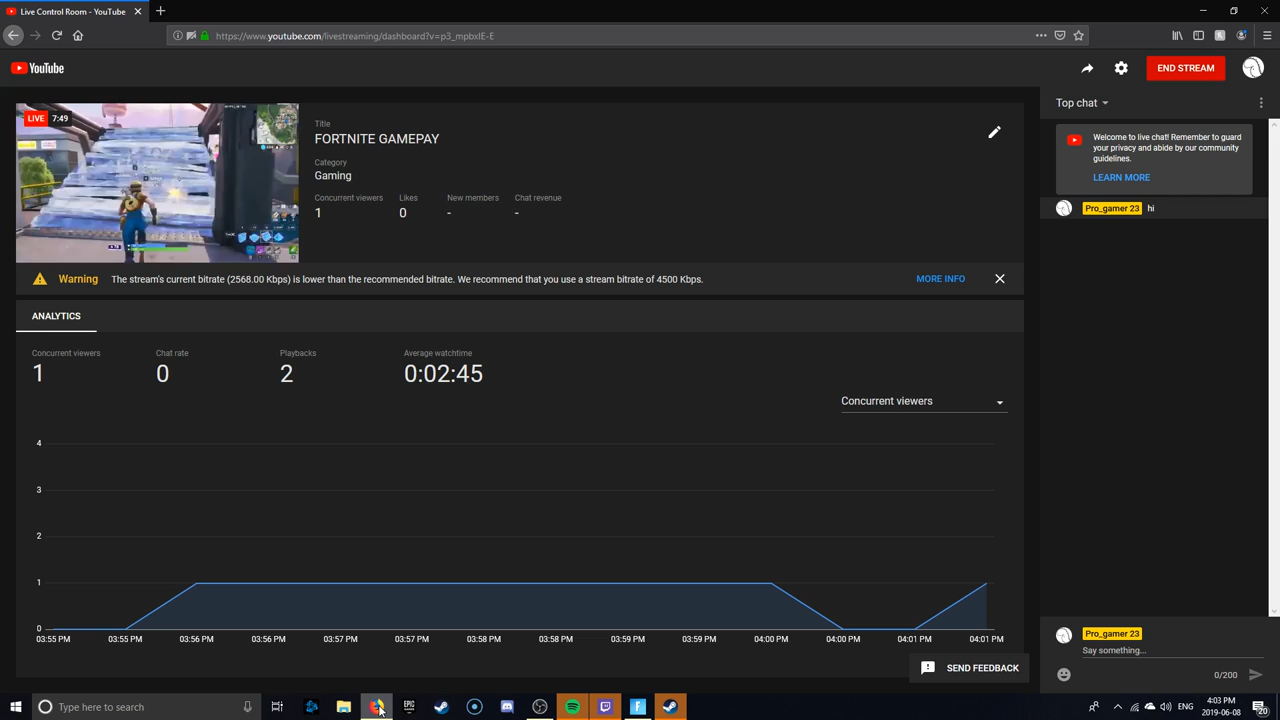 Live Control Room - YouTube
https://www.youtube.com/livestreaming/dashboard?v=p3_mpbxIE-E
YouTube
END STREAM
LIVE 7:49
Title
FORTNITE GAMEPAY
Category
Gaming
Concurrent viewers Likes New members Chat revenue
1 0 - -
Warning The stream's current bitrate (2568.00 Kbps) is lower than the recommended bitrate. We recommend that you use a stream bitrate of 4500 Kbps. MORE INFO
ANALYTICS
Concurrent viewers Chat rate Playbacks Average watchtime
1 0 2 0:02:45
Concurrent viewers
4
3
2
1
0
03:55 PM 03:55 PM 03:56 PM 03:56 PM 03:57 PM 03:57 PM 03:58 PM 03:58 PM 03:59 PM 03:59 PM 04:00 PM 04:00 PM 04:01 PM 04:01 PM
SEND FEEDBACK
Top chat
Welcome to live chat! Remember to guard
your privacy and abide by our community
guidelines.
LEARN MORE
Pro_gamer 23 hi
Pro_gamer 23
Say something...
0/200
Type here to search
EPIC
GAMES
ENG
4:03 PM
2019-06-08
20